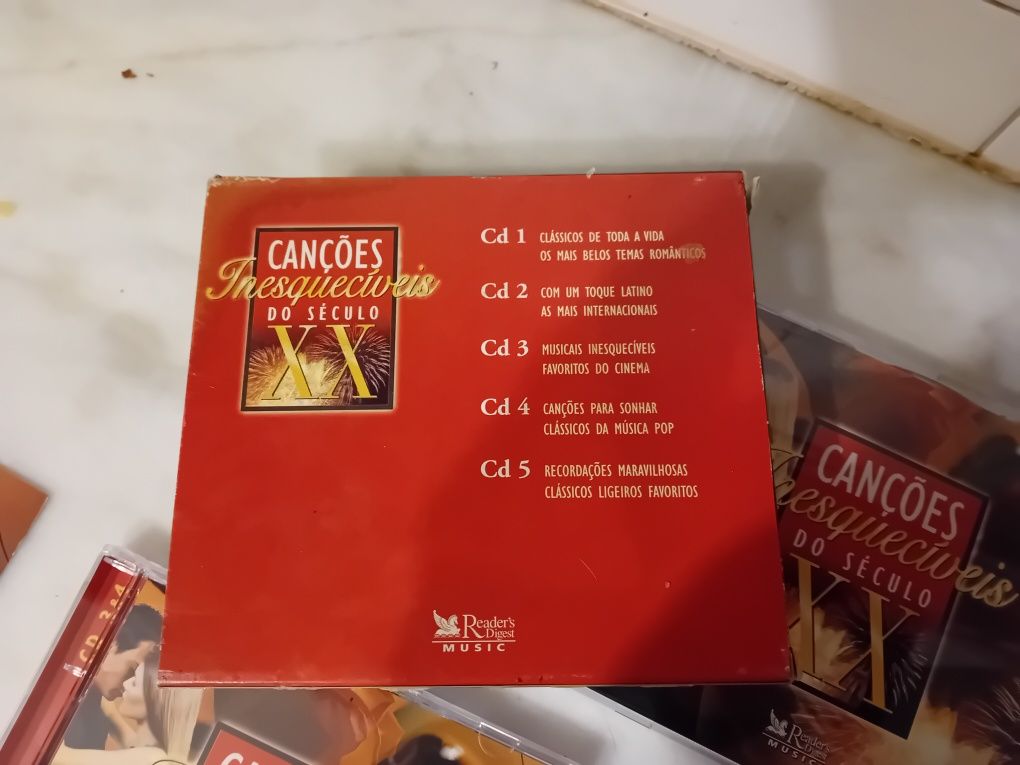 CANÇÕES
Inesquecíveis
DO SÉCULO
XX
Cd 1 CLÁSSICOS DE TODA A VIDA
OS MAIS BELOS TEMAS ROMÂNTICOS
Cd 2 COM UM TOQUE LATINO
AS MAIS INTERNACIONAIS
Cd 3 MUSICAIS INESQUECÍVEIS
FAVORITOS DO CINEMA
Cd 4 CANÇÕES PARA SONHAR
CLÁSSICOS DA MÚSICA POP
Cd 5 RECORDAÇÕES MARAVILHOSAS
CLÁSSICOS LIGEIROS FAVORITOS
Reader's
Digest
MUSIC
CANÇÕES
Inesquecíveis
DO SÉCULO
XX
Reader's
Digest
MUSIC
CD 3&4